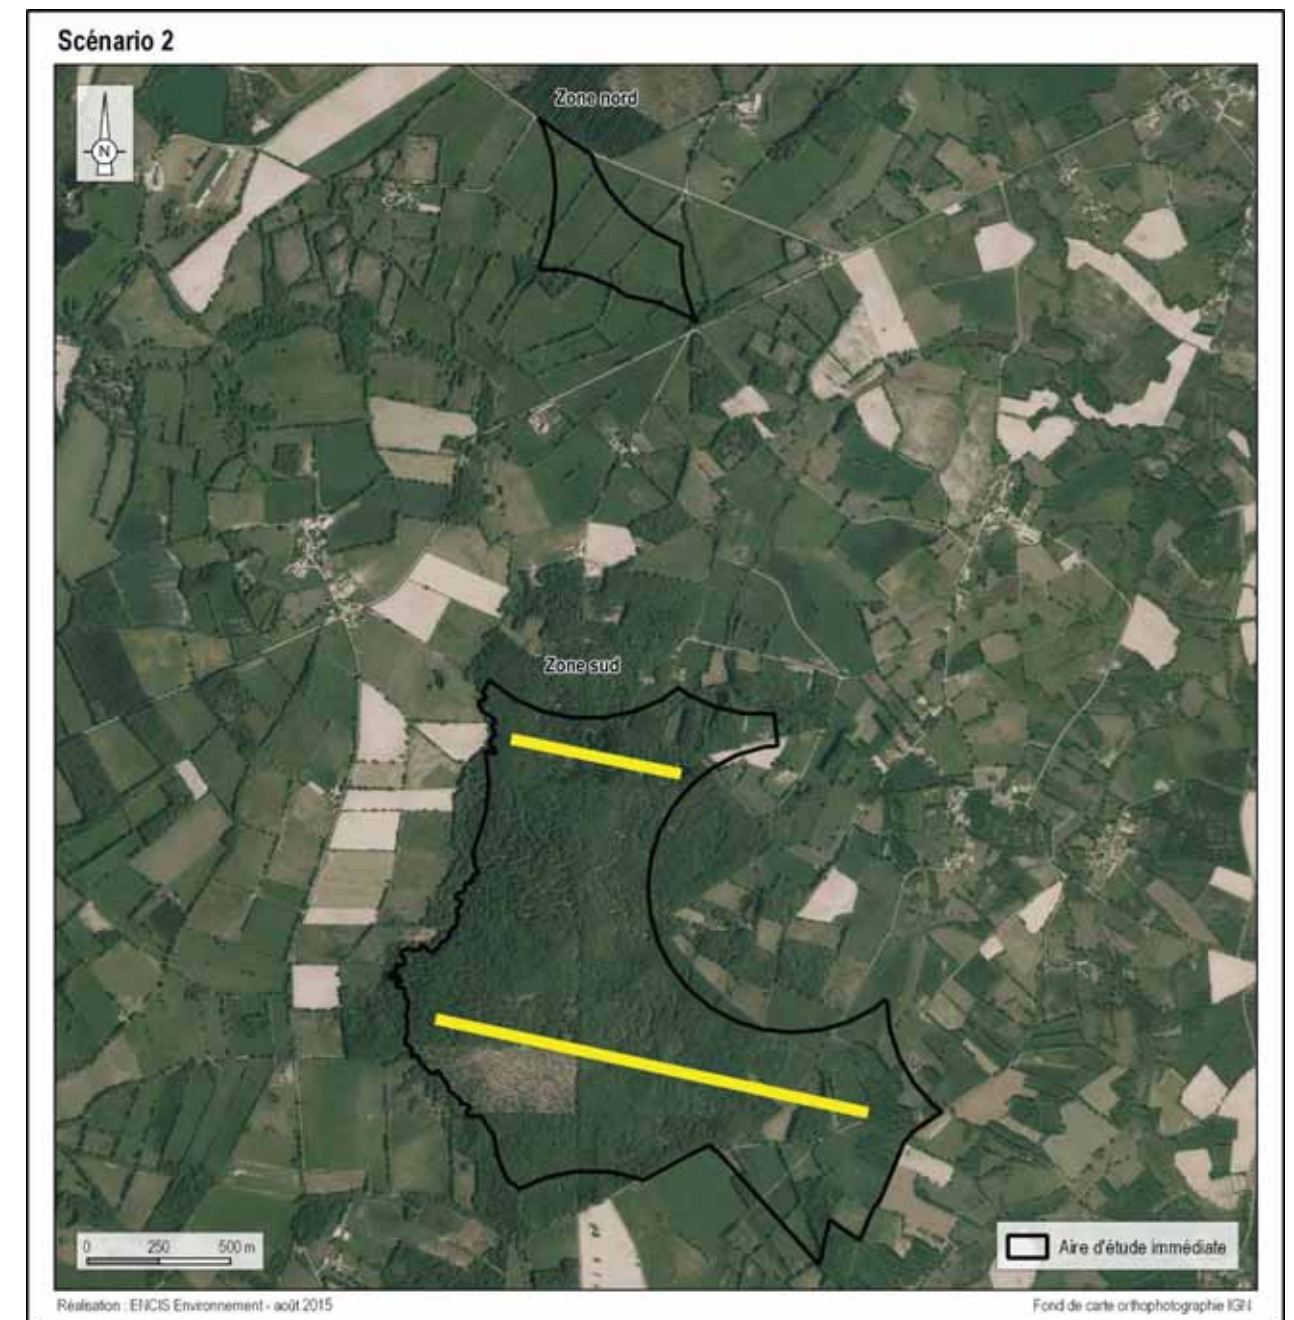 Scénario 2
Zone nord
N
Zone sud
0 250 500 m
Aire d'étude immédiate
Réalisation : ENCIS Environnement - août 2015
Fond de carte orthophotographie IGN